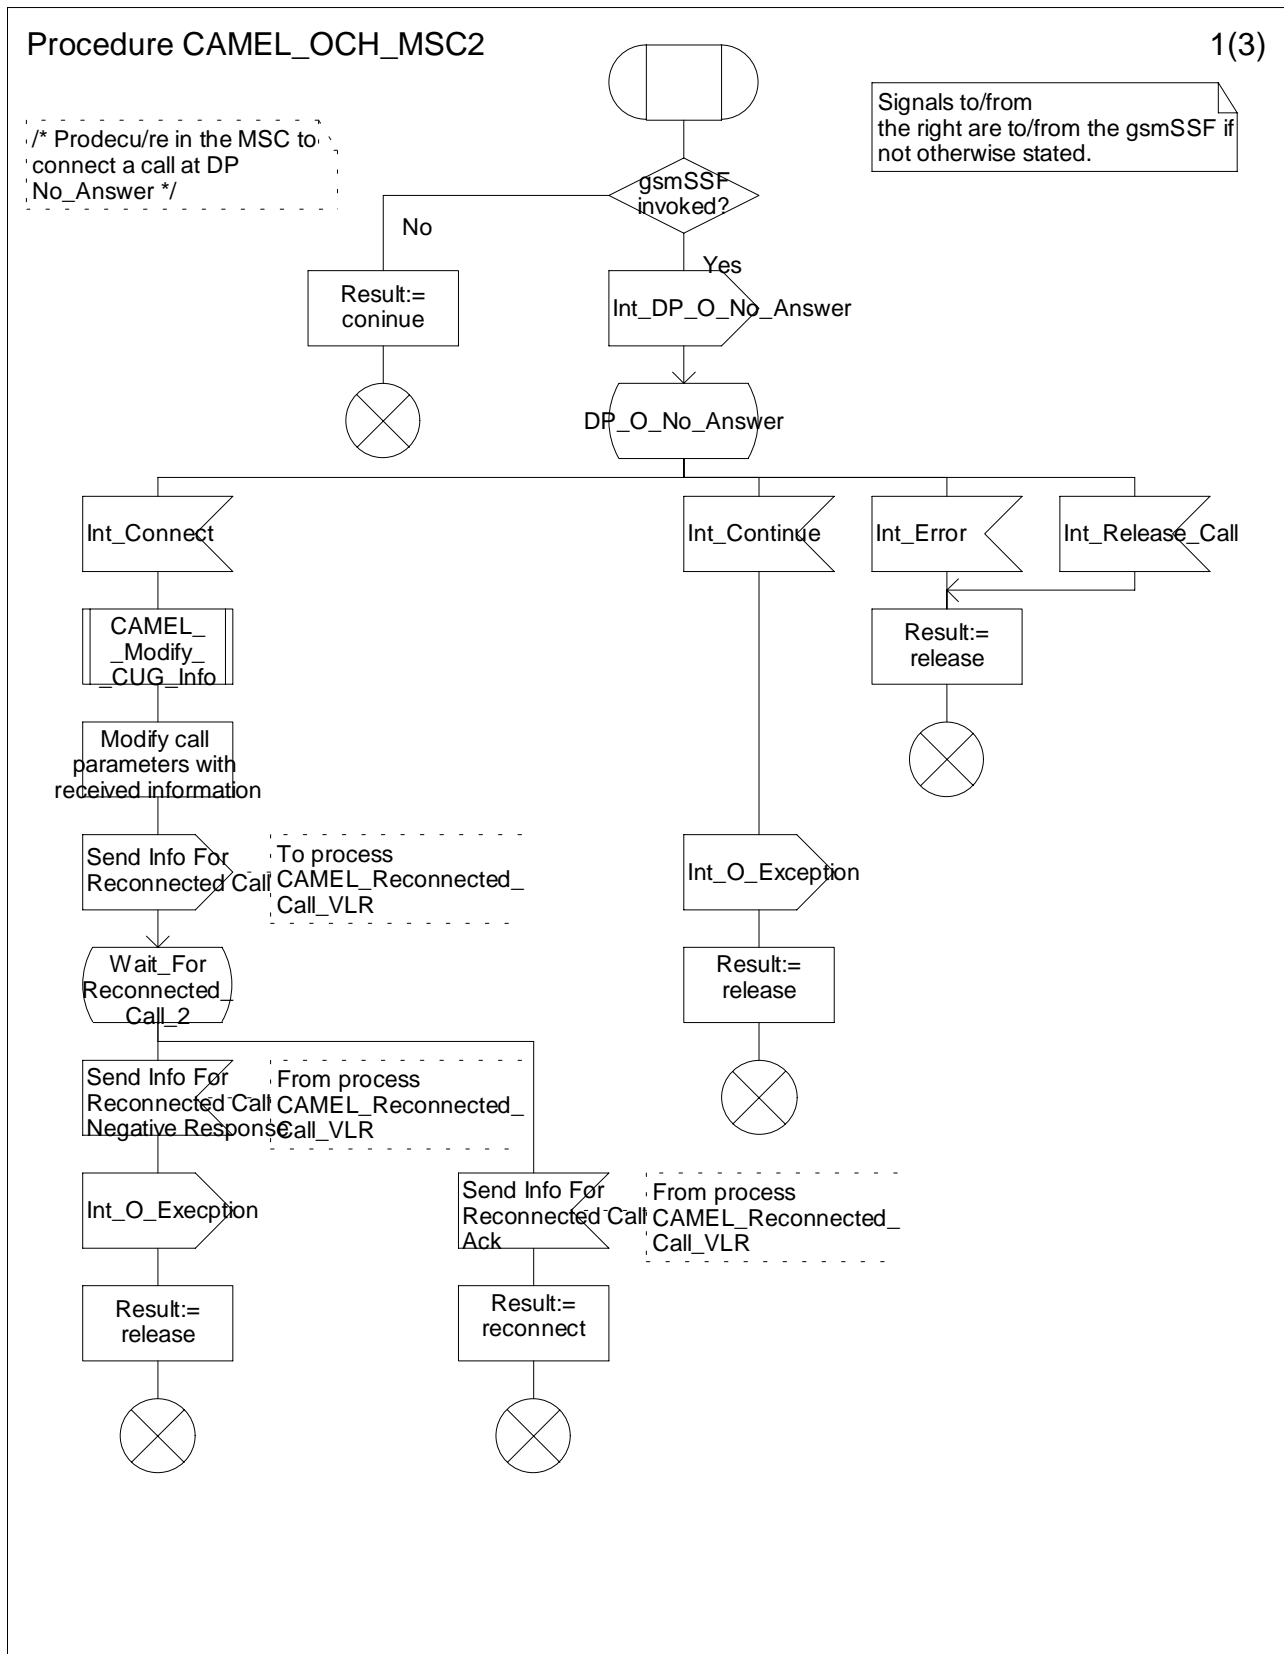 Procedure CAMEL_OCH_MSC2
1(3)
/* Prodecu/re in the MSC to
connect a call at DP
No_Answer */
Signals to/from
the right are to/from the gsmSSF if
not otherwise stated.
gsmSSF
invoked?
No
Yes
Result:=
coninue
Int_DP_O_No_Answer
DP_O_No_Answer
Int_Connect
Int_Continue
Int_Error
Int_Release_Call
CAMEL_
_Modify_
_CUG_Info
Result:=
release
Modify call
parameters with
received information
Send Info For
Reconnected Call
To process
CAMEL_Reconnected_
Call_VLR
Int_O_Exception
Wait_For
Reconnected_
Call_2
Result:=
release
Send Info For
Reconnected Call
Negative Response
From process
CAMEL_Reconnected_
Call_VLR
Int_O_Execption
Send Info For
Reconnected Call
Ack
From process
CAMEL_Reconnected_
Call_VLR
Result:=
release
Result:=
reconnect